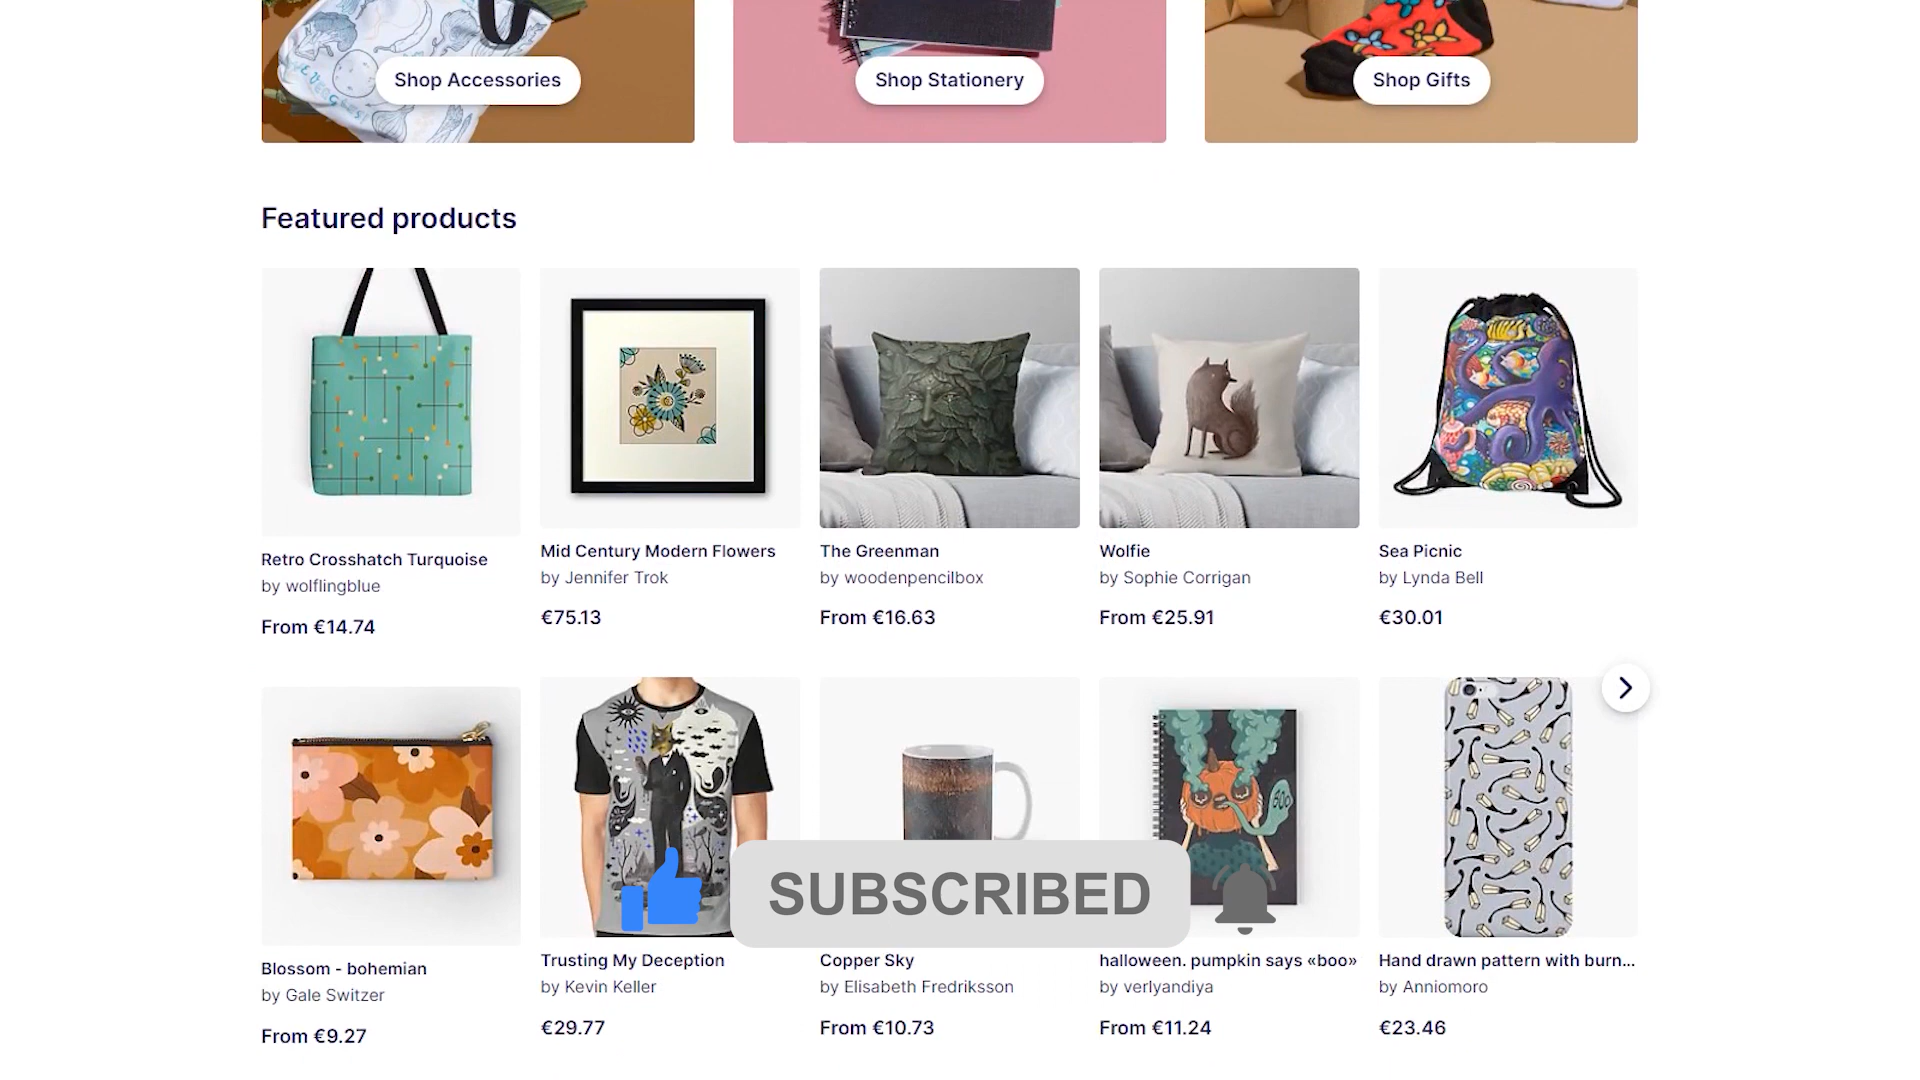 Shop Accessories
Shop Stationery
Shop Gifts
Featured products
Retro Crosshatch Turquoise
by wolflingblue
From €14.74
Mid Century Modern Flowers
by Jennifer Trok
€75.13
The Greenman
by woodenpencilbox
From €16.63
Wolfie
by Sophie Corrigan
From €25.91
Sea Picnic
by Lynda Bell
€30.01
BOO
SUBSCRIBED
Blossom - bohemian
by Gale Switzer
From €9.27
Trusting My Deception
by Kevin Keller
€29.77
Copper Sky
by Elisabeth Fredriksson
From €10.73
halloween. pumpkin says «boo»
by verlyandiya
From €11.24
Hand drawn pattern with burn...
by Anniomoro
€23.46